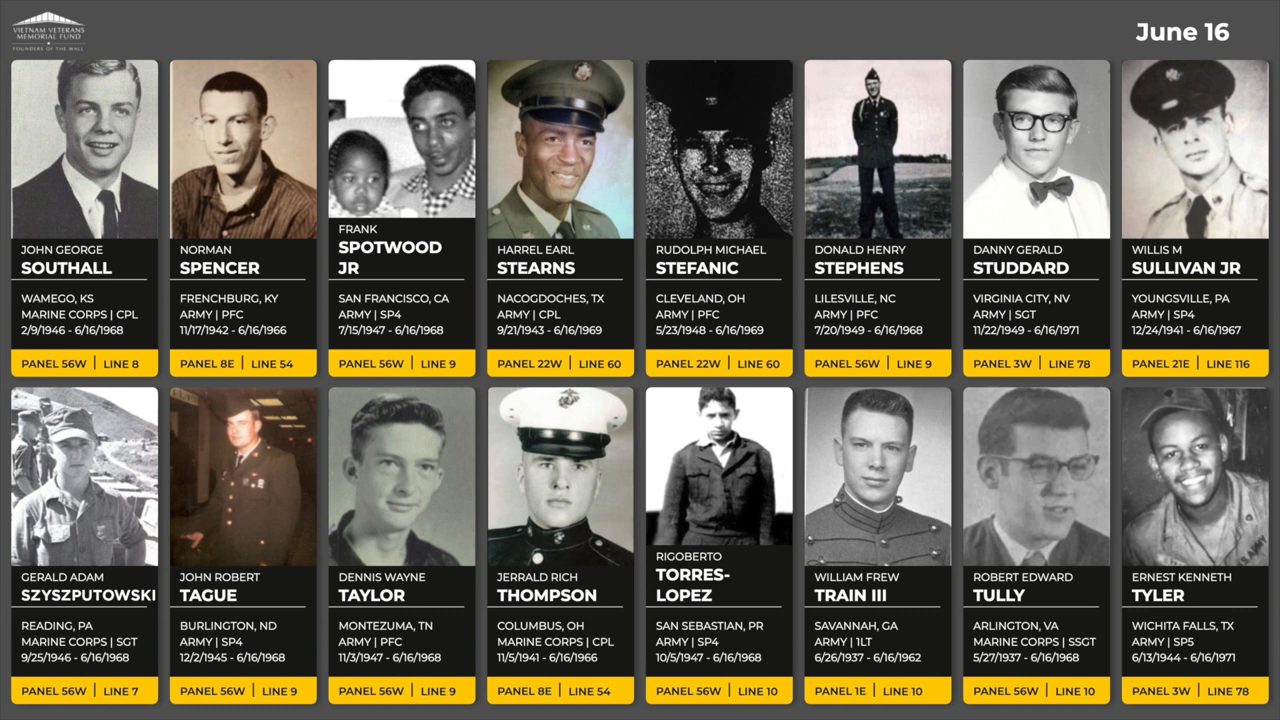 VIETNAM VETERANS
MEMORIAL FUND
FOUNDERS OF THE WALL
June 16
JOHN GEORGE
SOUTHALL
WAMEGO, KS
MARINE CORPS | CPL
2/9/1946 - 6/16/1968
PANEL 56W | LINE 8
NORMAN
SPENCER
FRENCHBURG, KY
ARMY | PFC
11/17/1942 - 6/16/1966
PANEL 8E | LINE 54
FRANK
SPOTWOOD
JR
SAN FRANCISCO, CA
ARMY | SP4
7/15/1947 - 6/16/1968
PANEL 56W | LINE 9
HARREL EARL
STEARNS
NACOGDOCHES, TX
ARMY | CPL
9/21/1943 - 6/16/1969
PANEL 22W | LINE 60
RUDOLPH MICHAEL
STEFANIC
CLEVELAND, OH
ARMY | PFC
5/23/1948 - 6/16/1969
PANEL 22W | LINE 60
DONALD HENRY
STEPHENS
LILESVILLE, NC
ARMY | PFC
7/20/1949 - 6/16/1968
PANEL 56W | LINE 9
DANNY GERALD
STUDDARD
VIRGINIA CITY, NV
ARMY | SGT
11/22/1949 - 6/16/1971
PANEL 3W | LINE 78
WILLIS M
SULLIVAN JR
YOUNGSVILLE, PA
ARMY | SP4
12/24/1941 - 6/16/1967
PANEL 21E | LINE 116
GERALD ADAM
SZYSZPUTOWSKI
READING, PA
MARINE CORPS | SGT
9/25/1946 - 6/16/1968
PANEL 56W | LINE 7
JOHN ROBERT
TAGUE
BURLINGTON, ND
ARMY | SP4
12/2/1945 - 6/16/1968
PANEL 56W | LINE 9
DENNIS WAYNE
TAYLOR
MONTEZUMA, TN
ARMY | PFC
11/3/1947 - 6/16/1968
PANEL 56W | LINE 9
JERRALD RICH
THOMPSON
COLUMBUS, OH
MARINE CORPS | CPL
11/5/1941 - 6/16/1966
PANEL 8E | LINE 54
RIGOBERTO
TORRES-
LOPEZ
SAN SEBASTIAN, PR
ARMY | SP4
10/5/1947 - 6/16/1968
PANEL 56W | LINE 10
WILLIAM FREW
TRAIN III
SAVANNAH, GA
ARMY | 1LT
6/26/1937 - 6/16/1962
PANEL 1E | LINE 10
ROBERT EDWARD
TULLY
ARLINGTON, VA
MARINE CORPS | SSGT
5/27/1937 - 6/16/1968
PANEL 56W | LINE 10
U.S. ARMY
ERNEST KENNETH
TYLER
WICHITA FALLS, TX
ARMY | SP5
6/13/1944 - 6/16/1971
PANEL 3W | LINE 78